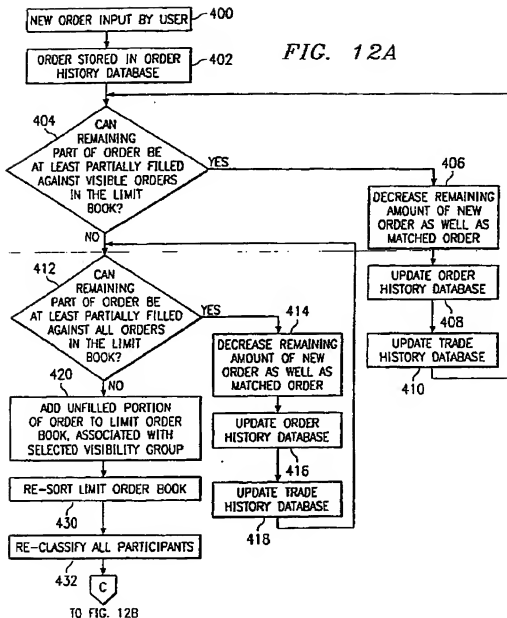 NEW ORDER INPUT BY USER
400
ORDER STORED IN ORDER
HISTORY DATABASE
402
FIG. 12A
404
CAN
REMAINING
PART OF ORDER BE
AT LEAST PARTIALLY FILLED
AGAINST VISIBLE ORDERS
IN THE LIMIT
BOOK?
YES
NO
406
DECREASE REMAINING
AMOUNT OF NEW
ORDER AS WELL AS
MATCHED ORDER
UPDATE ORDER
HISTORY DATABASE
408
UPDATE TRADE
HISTORY DATABASE
410
412
CAN
REMAINING
PART OF ORDER BE
AT LEAST PARTIALLY FILLED
AGAINST ALL ORDERS
IN THE LIMIT
BOOK?
YES
NO
414
DECREASE REMAINING
AMOUNT OF NEW
ORDER AS WELL AS
MATCHED ORDER
UPDATE ORDER
HISTORY DATABASE
416
UPDATE TRADE
HISTORY DATABASE
418
420
ADD UNFILLED PORTION
OF ORDER TO LIMIT ORDER
BOOK, ASSOCIATED WITH
SELECTED VISIBILITY GROUP
RE-SORT LIMIT ORDER BOOK
430
RE-CLASSIFY ALL PARTICIPANTS
432
C
TO FIG. 12B